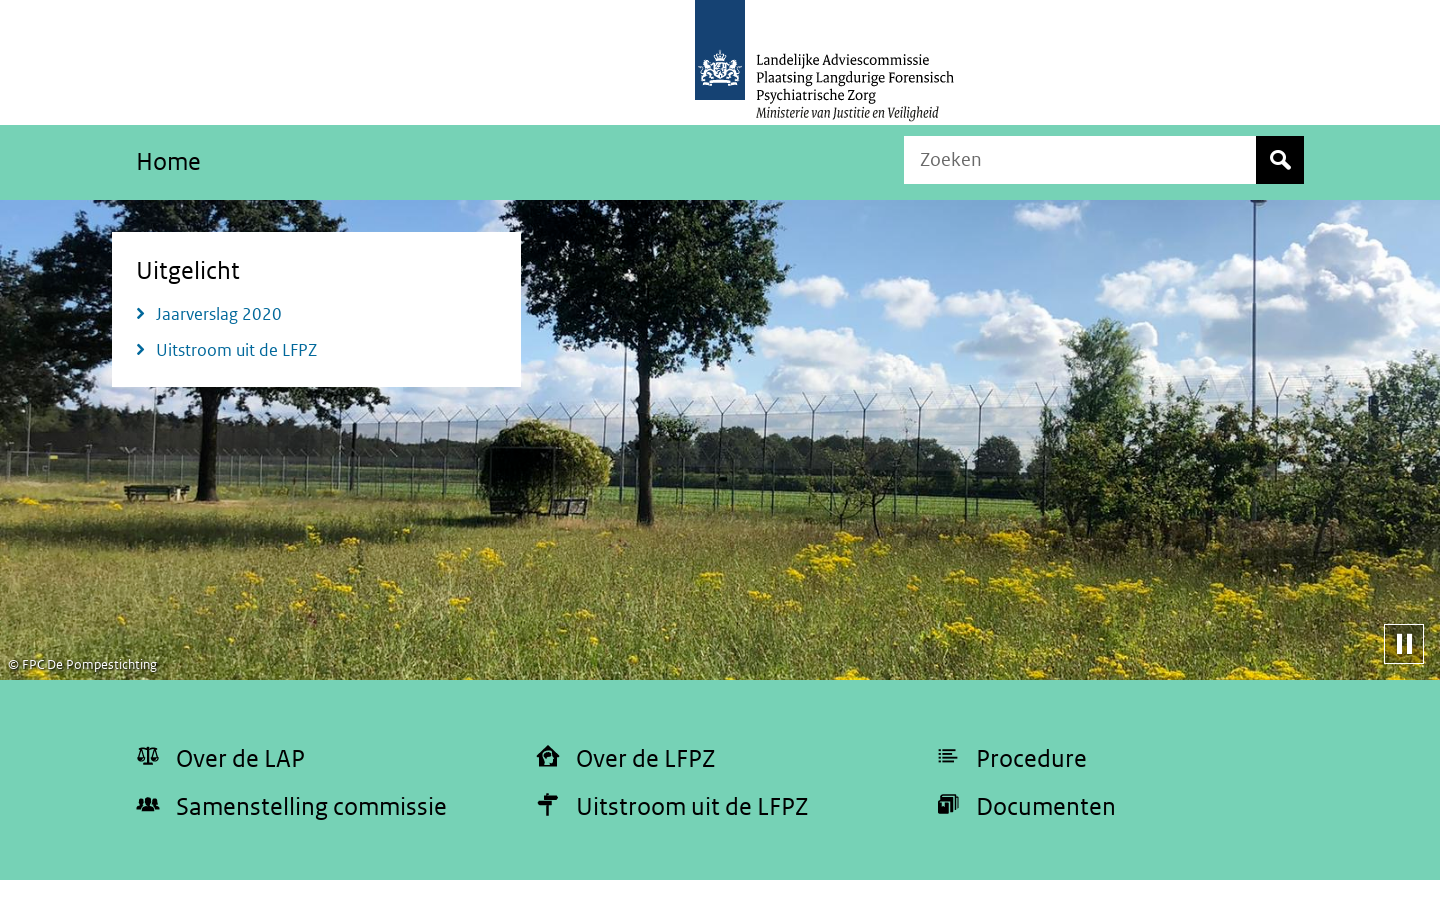 Landelijke Adviescommissie
Plaatsing Langdurige Forensisch
Psychiatrische Zorg
Ministerie van Justitie en Veiligheid
Home
Zoeken
Uitgelicht
Jaarverslag 2020
Uitstroom uit de LFPZ
© FPC De Pompestichting
Over de LAP
Over de LFPZ
Procedure
Samenstelling commissie
Uitstroom uit de LFPZ
Documenten